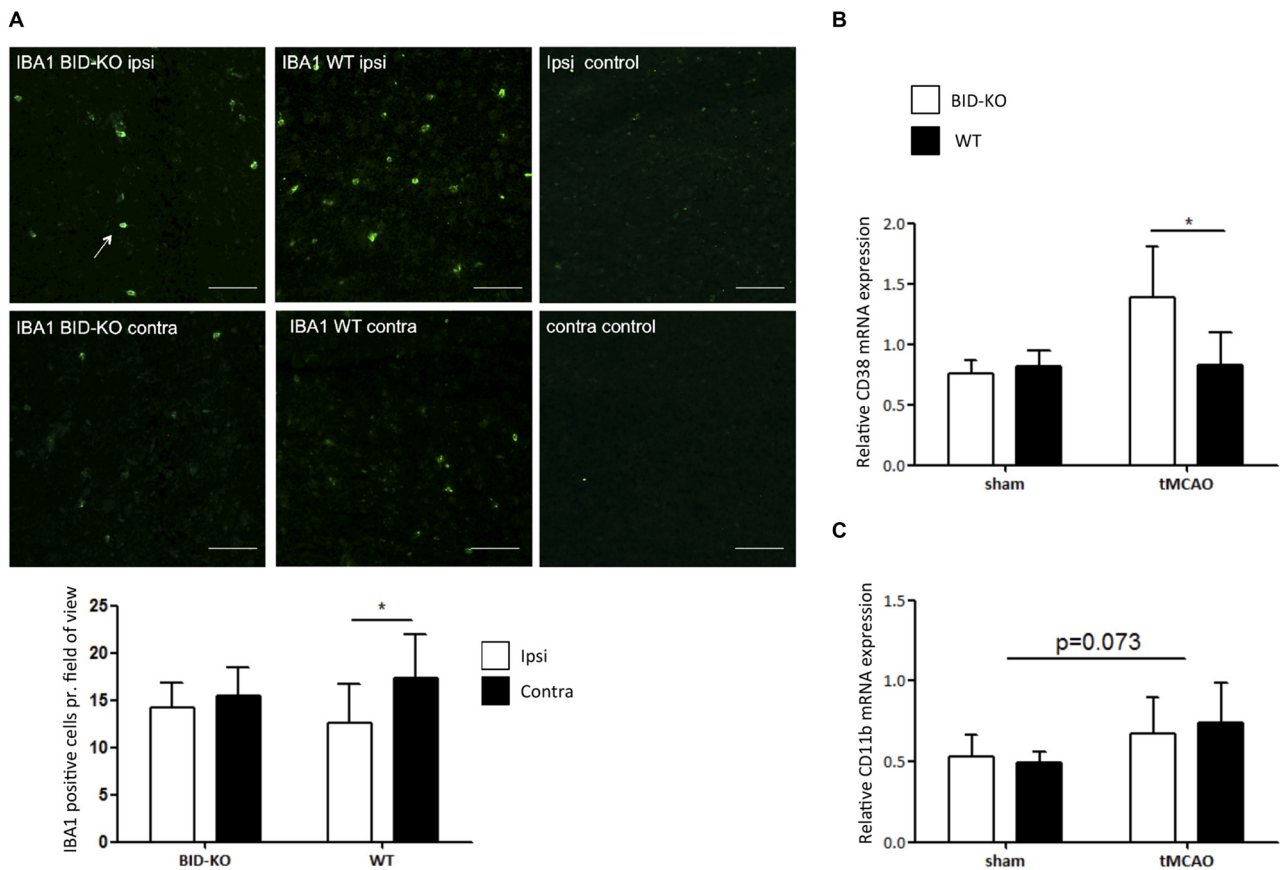 A
IBA1 BID-KO ipsi
IBA1 WT ipsi
Ipsi control
IBA1 BID-KO contra
IBA1 WT contra
contra control
IBA1 positive cells pr. field of view
25
20
15
10
5
0
*
BID-KO
WT
Ipsi
Contra
B
BID-KO
WT
Relative CD38 mRNA expression
2.0
1.5
1.0
0.5
0.0
*
sham
tMCAO
C
Relative CD11b mRNA expression
1.5
1.0
0.5
0.0
p=0.073
sham
tMCAO